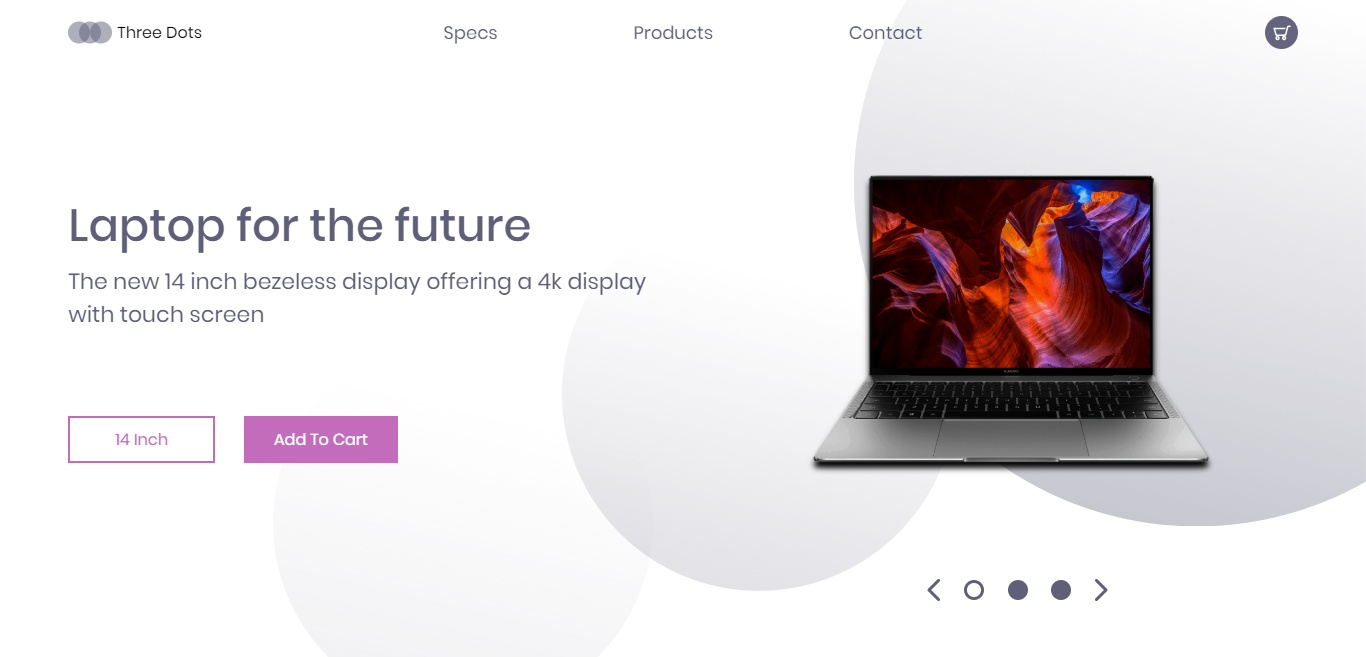 Three Dots
Specs
Products
Contact
Laptop for the future
The new 14 inch bezeless display offering a 4k display
with touch screen
14 Inch
Add To Cart